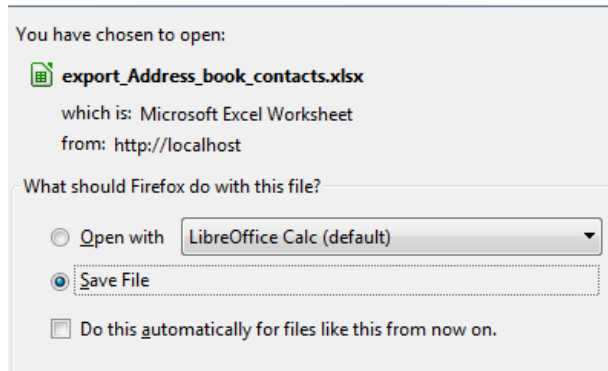 You have chosen to open:
export_Address_book_contacts.xlsx
which is: Microsoft Excel Worksheet
from: http://localhost
What should Firefox do with this file?
Open with LibreOffice Calc (default)
Save File
Do this automatically for files like this from now on.